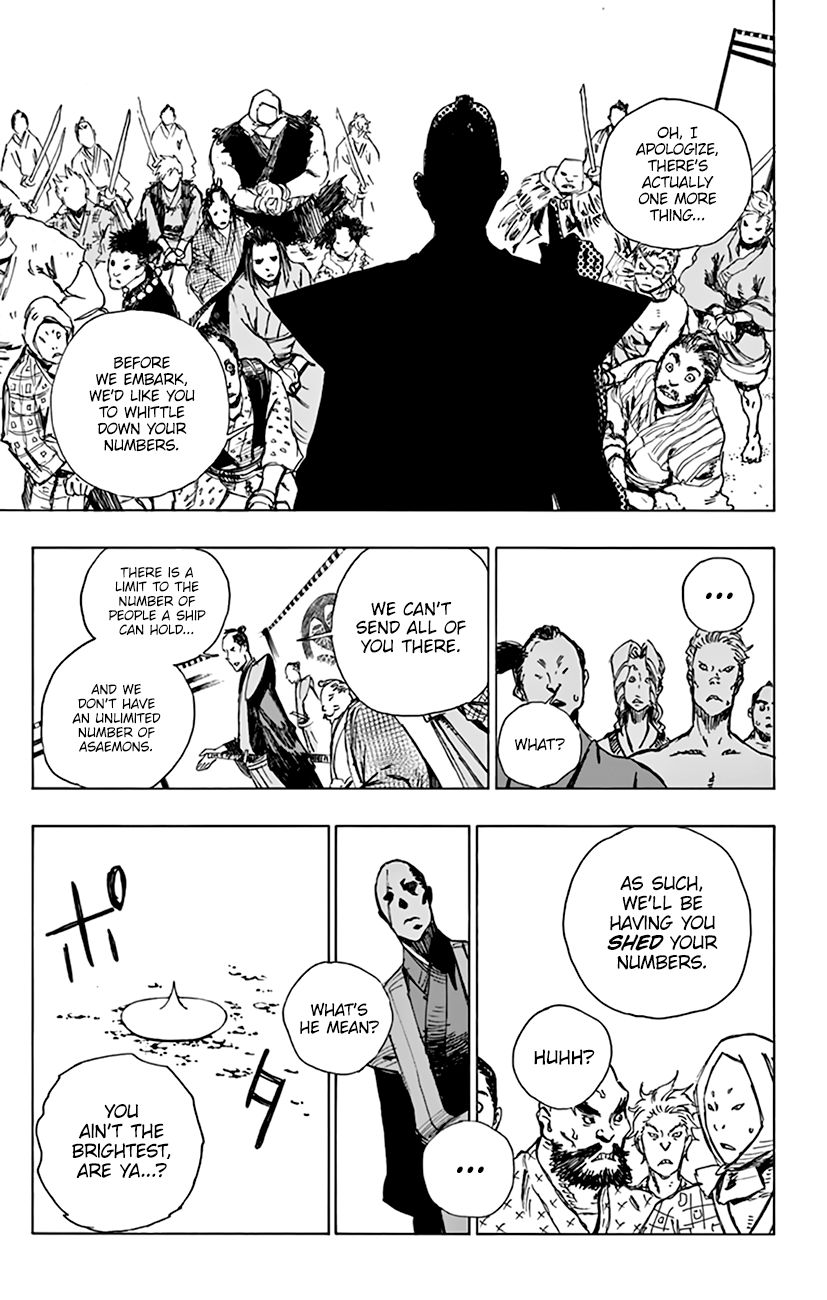 OH, I
APOLOGIZE,
THERE'S
ACTUALLY
ONE MORE
THING...
BEFORE
WE EMBARK,
WE'D LIKE YOU
TO WHITTLE
DOWN YOUR
NUMBERS.
...
WHAT?
WE CAN'T
SEND ALL OF
YOU THERE.
THERE IS A
LIMIT TO THE
NUMBER OF
PEOPLE A SHIP
CAN HOLD...
AND WE
DON'T HAVE
AN UNLIMITED
NUMBER OF
ASAEMONS.
AS SUCH,
WE'LL BE
HAVING YOU
SHED YOUR
NUMBERS.
HUHH?
...
WHAT'S
HE MEAN?
ポタ
YOU
AIN'T THE
BRIGHTEST,
ARE YA...?